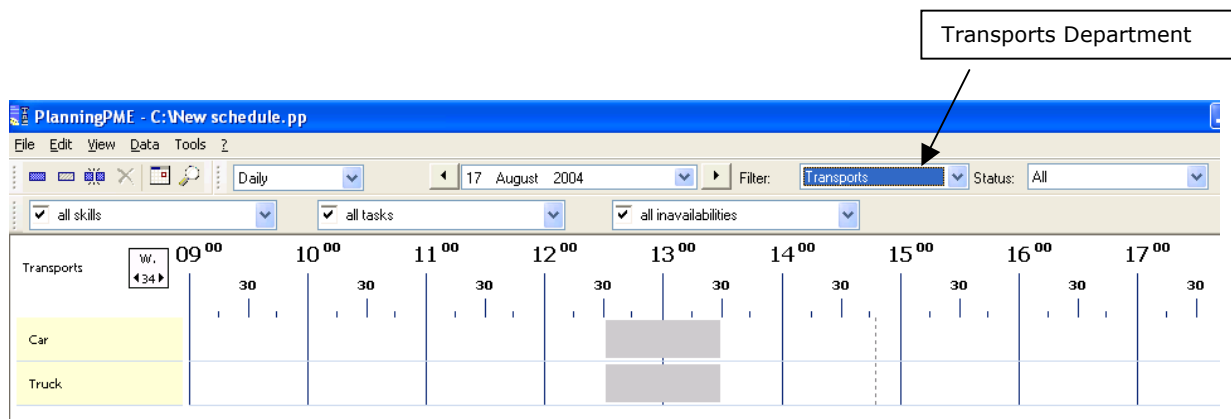 Transports Department
PlanningPME - C:\New schedule.pp
File Edit View Data Tools ?
Daily 17 August 2004 Filter: Transports Status: All
all skills all tasks all inavailabilities
Transports W. 34 09 00 10 00 11 00 12 00 13 00 14 00 15 00 16 00 17 00
30 30 30 30 30 30 30 30 30
Car
Truck